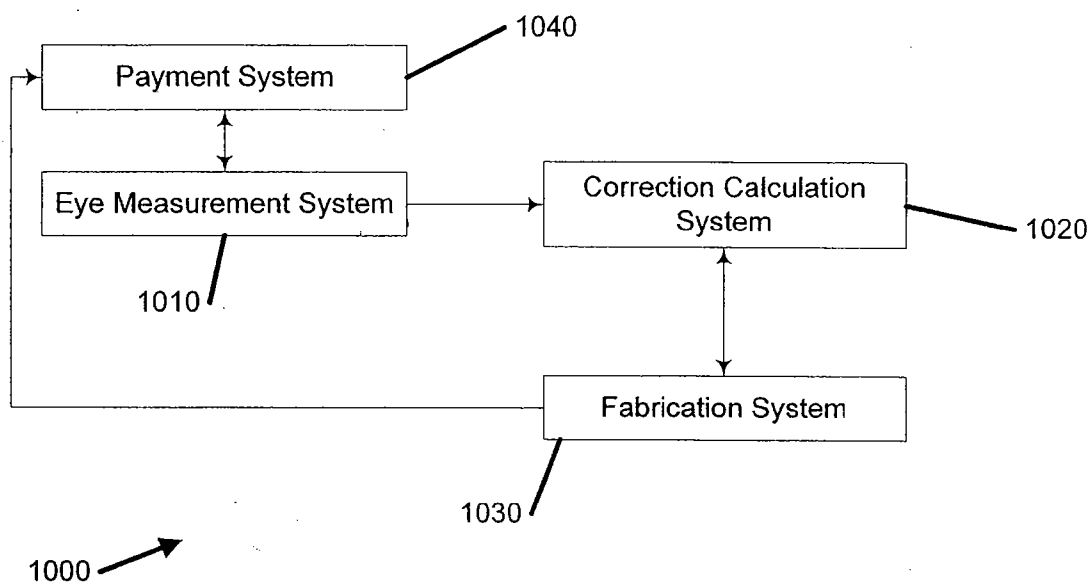 1040
Payment System
Eye Measurement System
Correction Calculation
System
1020
1010
Fabrication System
1030
1000